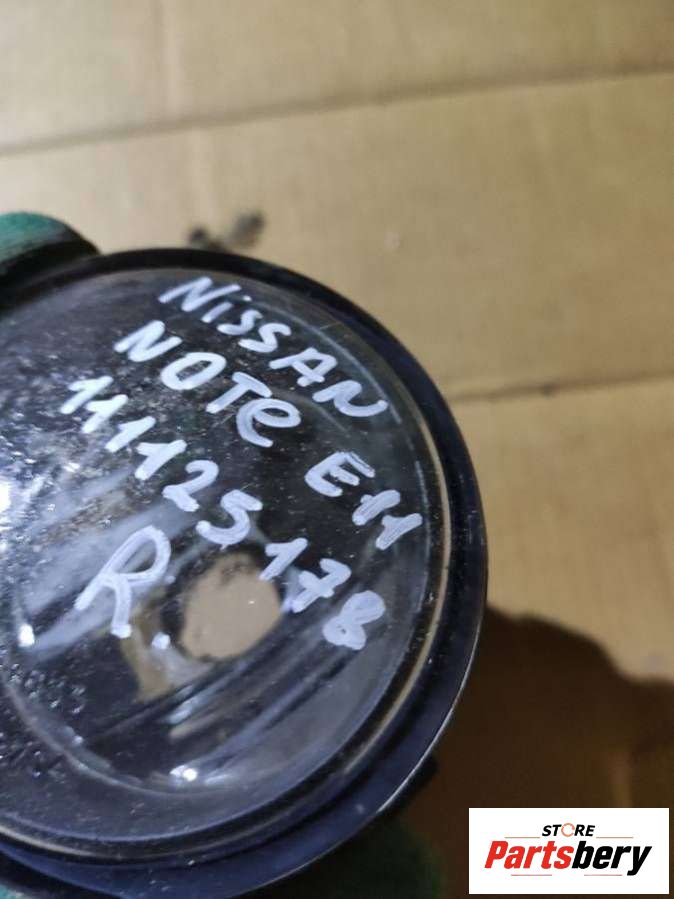 NiSSAN
NOTe E11
11125178
R
STORE
Partsbery